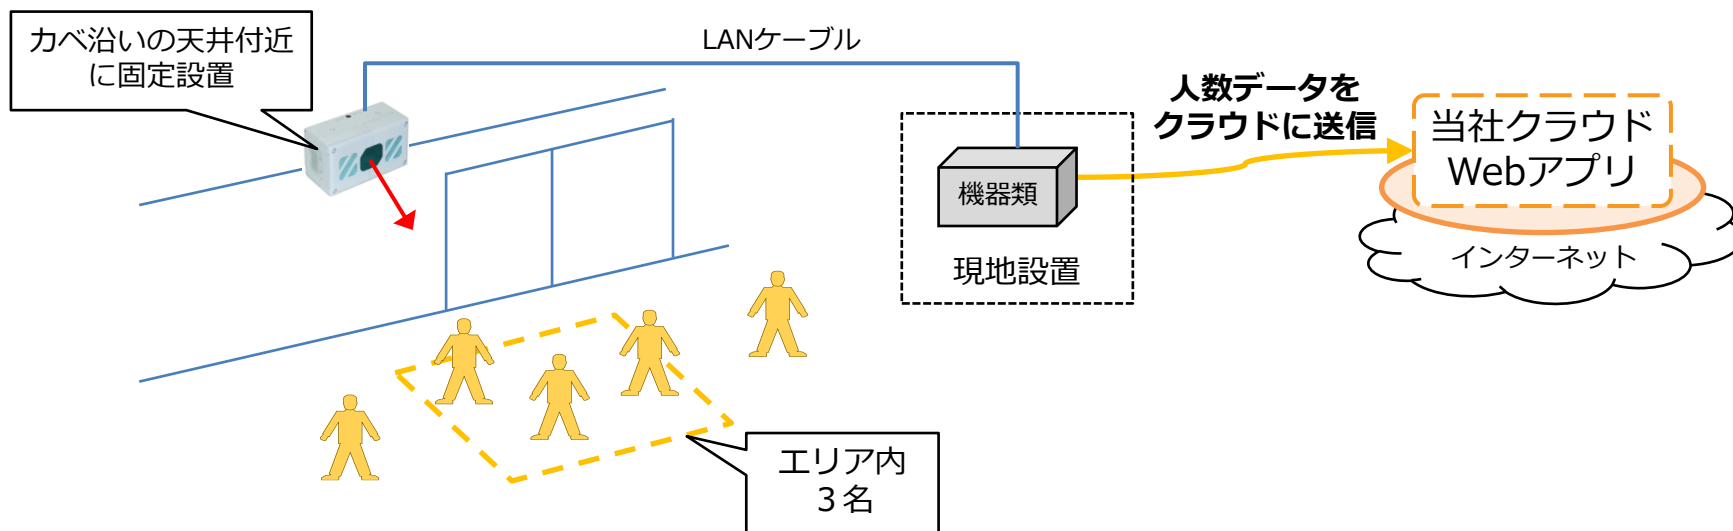 カベ沿いの天井付近
に固定設置
LANケーブル
人数データを
クラウドに送信
当社クラウド
Webアプリ
機器類
現地設置
インターネット
エリア内
３名